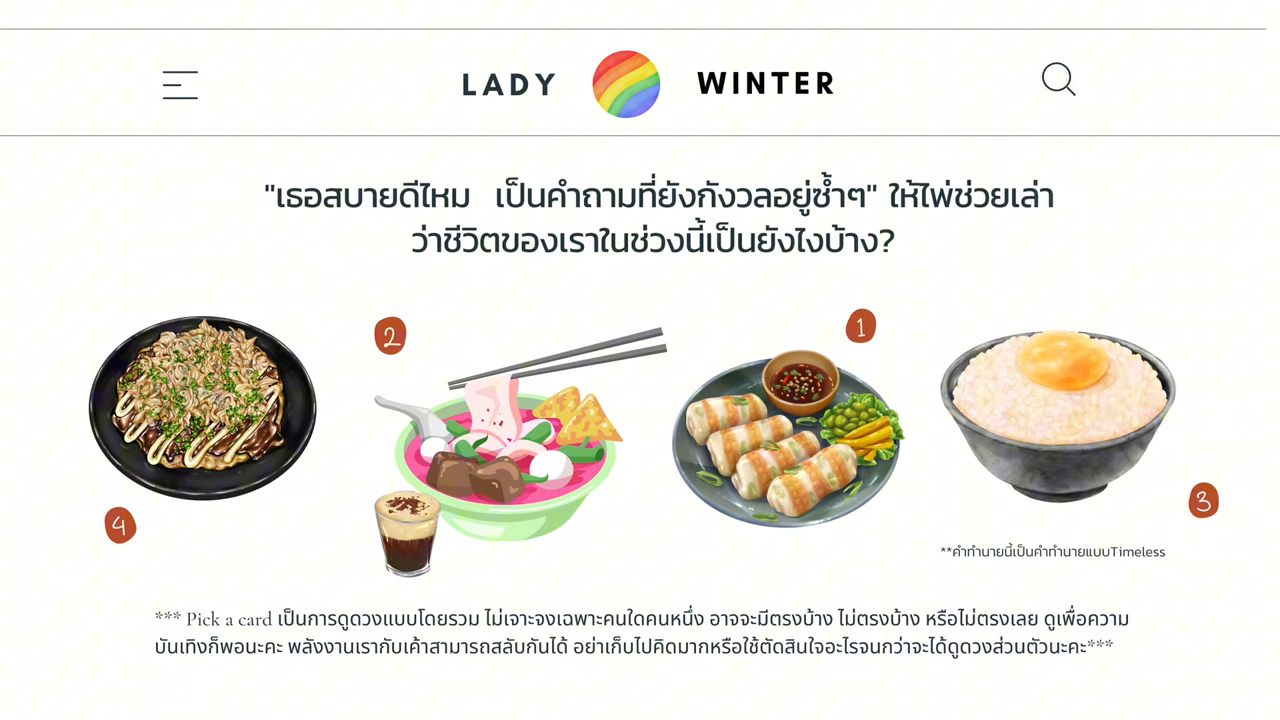 LADY WINTER
"เธอสบายดีไหม เป็นคำถามที่ยังกังวลอยู่ซ้ำๆ" ให้ไพ่ช่วยเล่า
ว่าชีวิตของเราในช่วงนี้เป็นยังไงบ้าง?
2
1
4
3
**คำทำนายนี้เป็นคำทำนายแบบTimeless
*** Pick a card เป็นการดูดวงแบบโดยรวม ไม่เจาะจงเฉพาะคนใดคนหนึ่ง อาจจะมีตรงบ้าง ไม่ตรงบ้าง หรือไม่ตรงเลย ดูเพื่อความ
บันเทิงก็พอนะคะ พลังงานเรากับเค้าสามารถสลับกันได้ อย่าเก็บไปคิดมากหรือใช้ตัดสินใจอะไรจนกว่าจะได้ดูดวงส่วนตัวนะคะ***